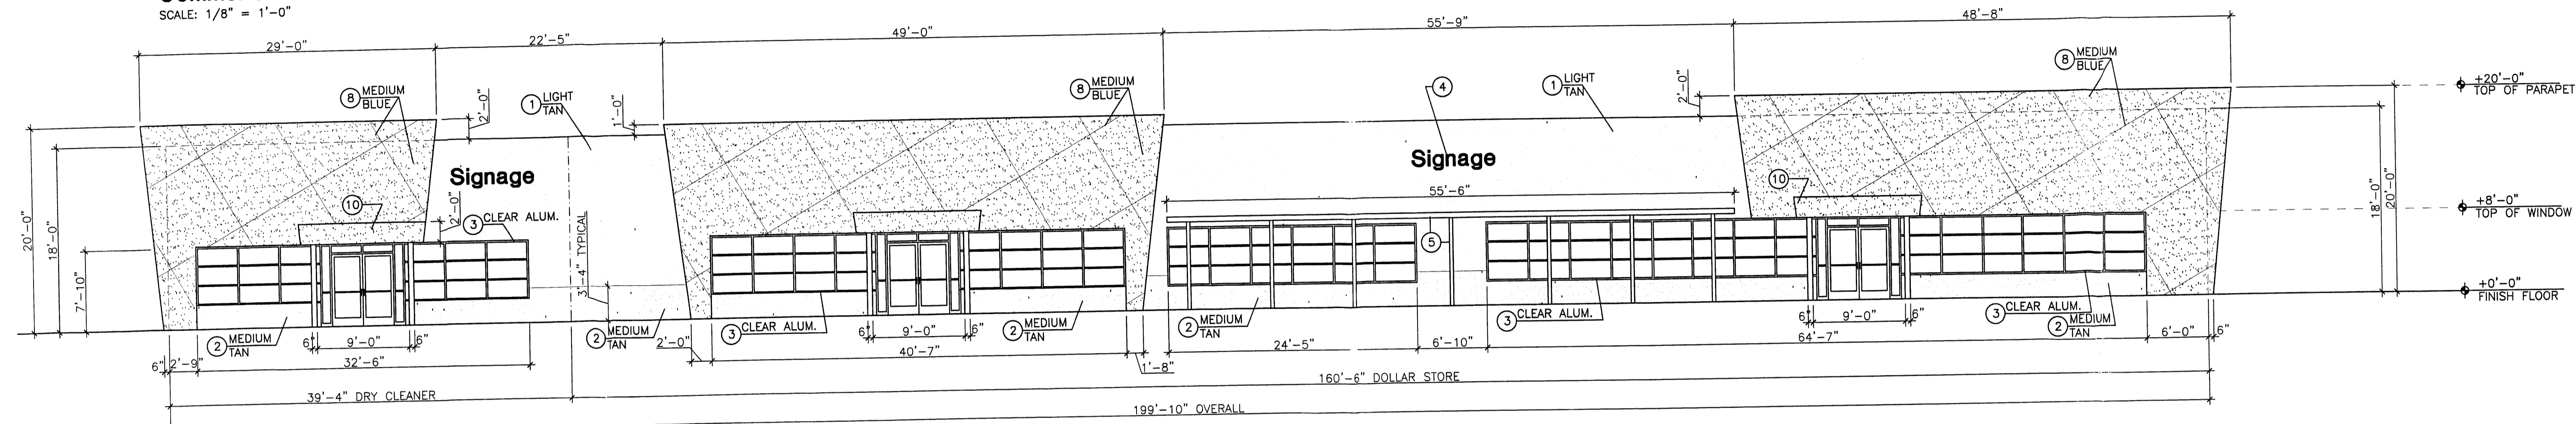 SCALE: 1/8" = 1'-0"
29'-0"
22'-5"
49'-0"
55'-9"
48'-8"
8 MEDIUM
BLUE
2'-0"
1 LIGHT
TAN
1'-0"
8 MEDIUM
BLUE
4
1 LIGHT
TAN
2'-0"
8 MEDIUM
BLUE
+20'-0"
TOP OF PARAPET
20'-0"
18'-0"
7'-10"
Signage
Signage
10
2'-0"
3 CLEAR ALUM.
3'-4" TYPICAL
55'-6"
5
10
18'-0"
20'-0"
+8'-0"
TOP OF WINDOW
+0'-0"
FINISH FLOOR
2 MEDIUM
TAN
6"
9'-0"
6"
2 MEDIUM
TAN
3 CLEAR ALUM.
6"
9'-0"
6"
2 MEDIUM
TAN
2 MEDIUM
TAN
3 CLEAR ALUM.
6"
9'-0"
6"
3 CLEAR ALUM.
2 MEDIUM
TAN
6"
2'-9"
32'-6"
2'-0"
40'-7"
1'-8"
24'-5"
6'-10"
64'-7"
6'-0"
6"
39'-4" DRY CLEANER
160'-6" DOLLAR STORE
199'-10" OVERALL